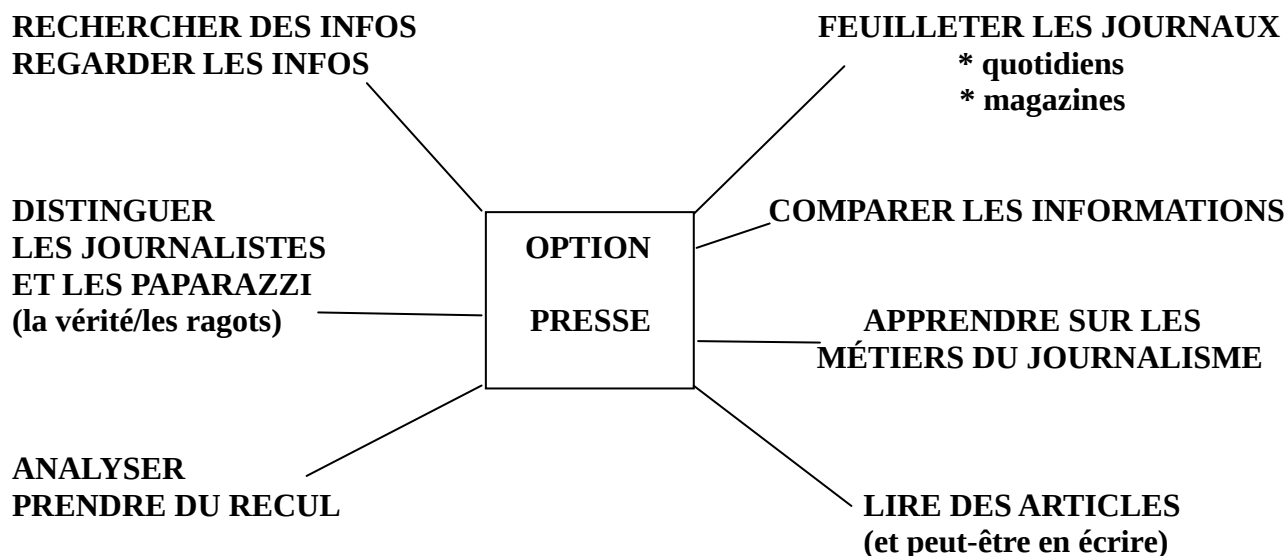 RECHERCHER DES INFOS
REGARDER LES INFOS
FEUILLETER LES JOURNAUX
* quotidiens
* magazines
DISTINGUER
LES JOURNALISTES
ET LES PAPARAZZI
(la vérité/les ragots)
OPTION
PRESSE
COMPARER LES INFORMATIONS
APPRENDRE SUR LES
MÉTIERS DU JOURNALISME
ANALYSER
PRENDRE DU RECUL
LIRE DES ARTICLES
(et peut-être en écrire)